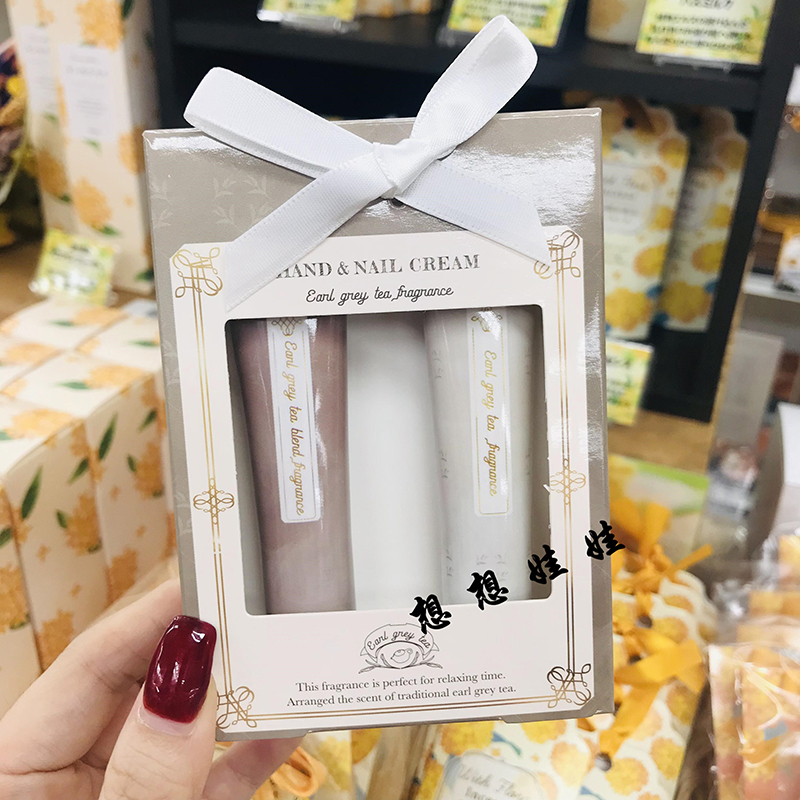 HAND & NAIL CREAM
Earl grey tea fragrance
Earl grey tea blend fragrance
Earl grey tea fragrance
想想娃娃
Earl grey tea
This fragrance is perfect for relaxing time.
Arranged the scent of traditional earl grey tea.